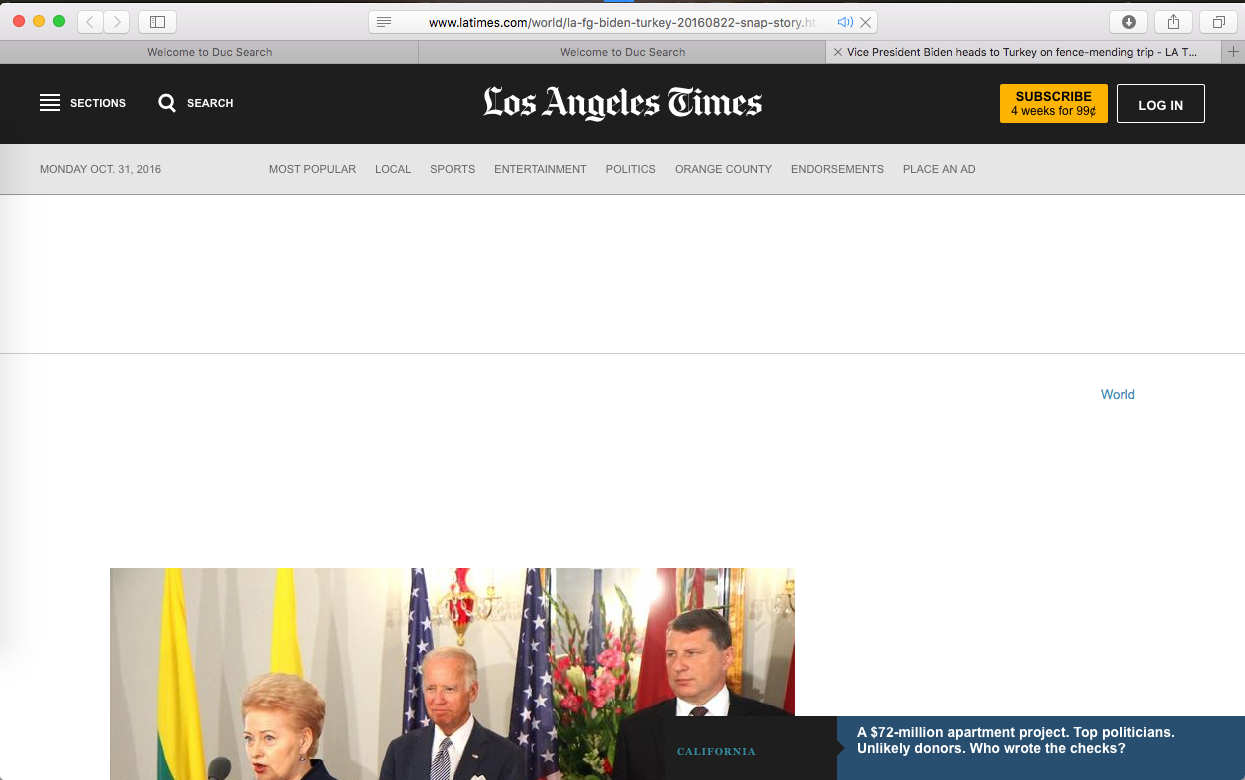 www.latimes.com/world/la-fg-biden-turkey-20160822-snap-story.ht
Welcome to Duc Search
Welcome to Duc Search
Vice President Biden heads to Turkey on fence-mending trip - LA T...
SECTIONS
SEARCH
Los Angeles Times
SUBSCRIBE
4 weeks for 99¢
LOG IN
MONDAY OCT. 31, 2016
MOST POPULAR
LOCAL
SPORTS
ENTERTAINMENT
POLITICS
ORANGE COUNTY
ENDORSEMENTS
PLACE AN AD
World
CALIFORNIA
A $72-million apartment project. Top politicians.
Unlikely donors. Who wrote the checks?